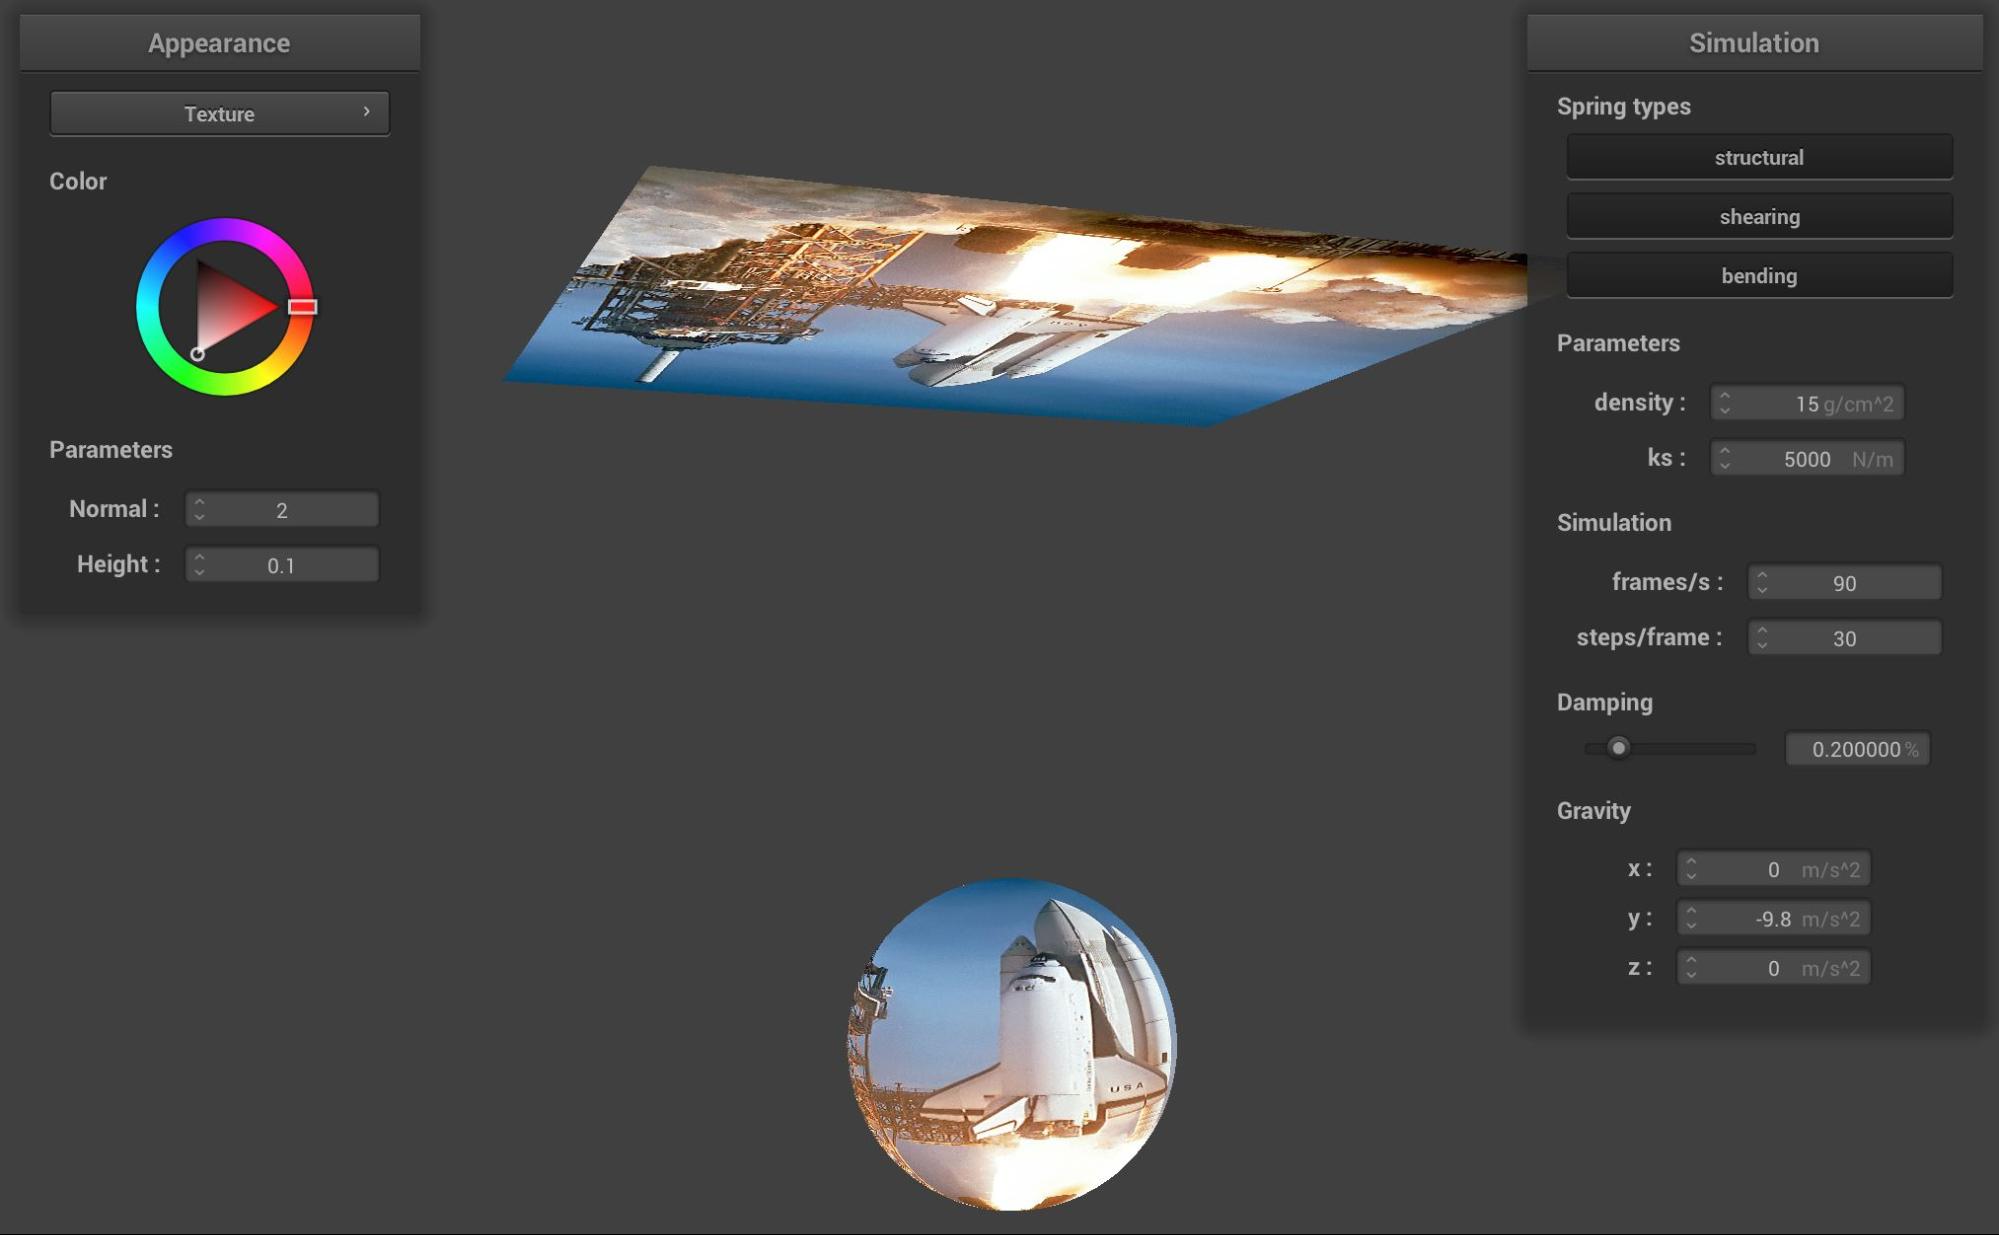 Appearance
Texture
Color
Parameters
Normal :
2
Height :
0.1
USA
Simulation
Spring types
structural
shearing
bending
Parameters
density :
15 g/cm^2
ks :
5000 N/m
Simulation
frames/s :
90
steps/frame :
30
Damping
0.200000 %
Gravity
x :
0 m/s^2
y :
-9.8 m/s^2
z :
0 m/s^2